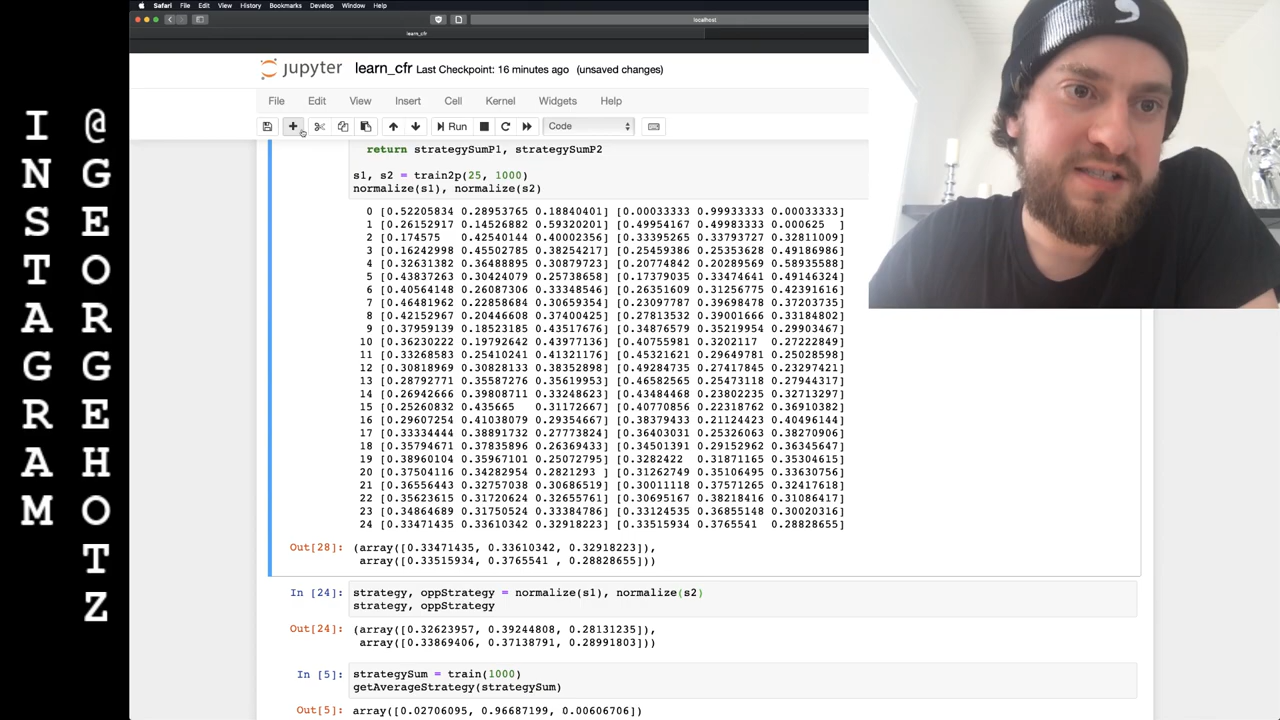 INSTAGRAM
@GEORGEHOTZ
Safari File Edit View History Bookmarks Develop Window Help
localhost
learn_cfr
jupyter learn_cfr Last Checkpoint: 16 minutes ago (unsaved changes)
File Edit View Insert Cell Kernel Widgets Help
Run Code
return strategySumP1, strategySumP2
s1, s2 = train2p(25, 1000)
normalize(s1), normalize(s2)
0 [0.52205834 0.28953765 0.18840401] [0.00033333 0.99933333 0.00033333]
1 [0.26152917 0.14526882 0.59320201] [0.49954167 0.49983333 0.000625 ]
2 [0.174575 0.42540144 0.40002356] [0.33395265 0.33793727 0.32811009]
3 [0.16242998 0.45502785 0.38254217] [0.25459386 0.25353628 0.49186986]
4 [0.32631382 0.36488895 0.30879723] [0.20774842 0.20289569 0.58935588]
5 [0.43837263 0.30424079 0.25738658] [0.17379035 0.33474641 0.49146324]
6 [0.40564148 0.26087306 0.33348546] [0.26351609 0.31256775 0.42391616]
7 [0.46481962 0.22858684 0.30659354] [0.23097787 0.39698478 0.37203735]
8 [0.42152967 0.20446608 0.37400425] [0.27813532 0.39001666 0.33184802]
9 [0.37959139 0.18523185 0.43517676] [0.34876579 0.35219954 0.29903467]
10 [0.36230222 0.19792642 0.43977136] [0.40755981 0.3202117 0.27222849]
11 [0.33268583 0.25410241 0.41321176] [0.45321621 0.29649781 0.25028598]
12 [0.30818969 0.30828133 0.38352898] [0.49284735 0.27417845 0.23297421]
13 [0.28792771 0.35587276 0.35619953] [0.46582565 0.25473118 0.27944317]
14 [0.26942666 0.39808711 0.33248623] [0.43484468 0.23802235 0.32713297]
15 [0.25260832 0.435665 0.31172667] [0.40770856 0.22318762 0.36910382]
16 [0.29607254 0.41038079 0.29354667] [0.38379433 0.21124423 0.40496144]
17 [0.33334444 0.38891732 0.27773824] [0.36403031 0.25326063 0.38270906]
18 [0.35794671 0.37835896 0.26369433] [0.34501391 0.29152962 0.36345647]
19 [0.38960104 0.35967101 0.25072795] [0.3282422 0.31871165 0.35304615]
20 [0.37504116 0.34282954 0.2821293 ] [0.31262749 0.35106495 0.33630756]
21 [0.36556443 0.32757038 0.30686519] [0.30001118 0.37571265 0.32417618]
22 [0.35623615 0.31720624 0.32655761] [0.30695167 0.38218416 0.31086417]
23 [0.34864689 0.31750524 0.33384786] [0.33124535 0.36855148 0.30020316]
24 [0.33471435 0.33610342 0.32918223] [0.33515934 0.3765541 0.28828655]
Out[28]: (array([0.33471435, 0.33610342, 0.32918223]),
array([0.33515934, 0.3765541 , 0.28828655]))
In [24]: strategy, oppStrategy = normalize(s1), normalize(s2)
strategy, oppStrategy
Out[24]: (array([0.32623957, 0.39244808, 0.28131235]),
array([0.33869406, 0.37138791, 0.28991803]))
In [5]: strategySum = train(1000)
getAverageStrategy(strategySum)
Out[5]: array([0.02706095, 0.96687199, 0.00606706])